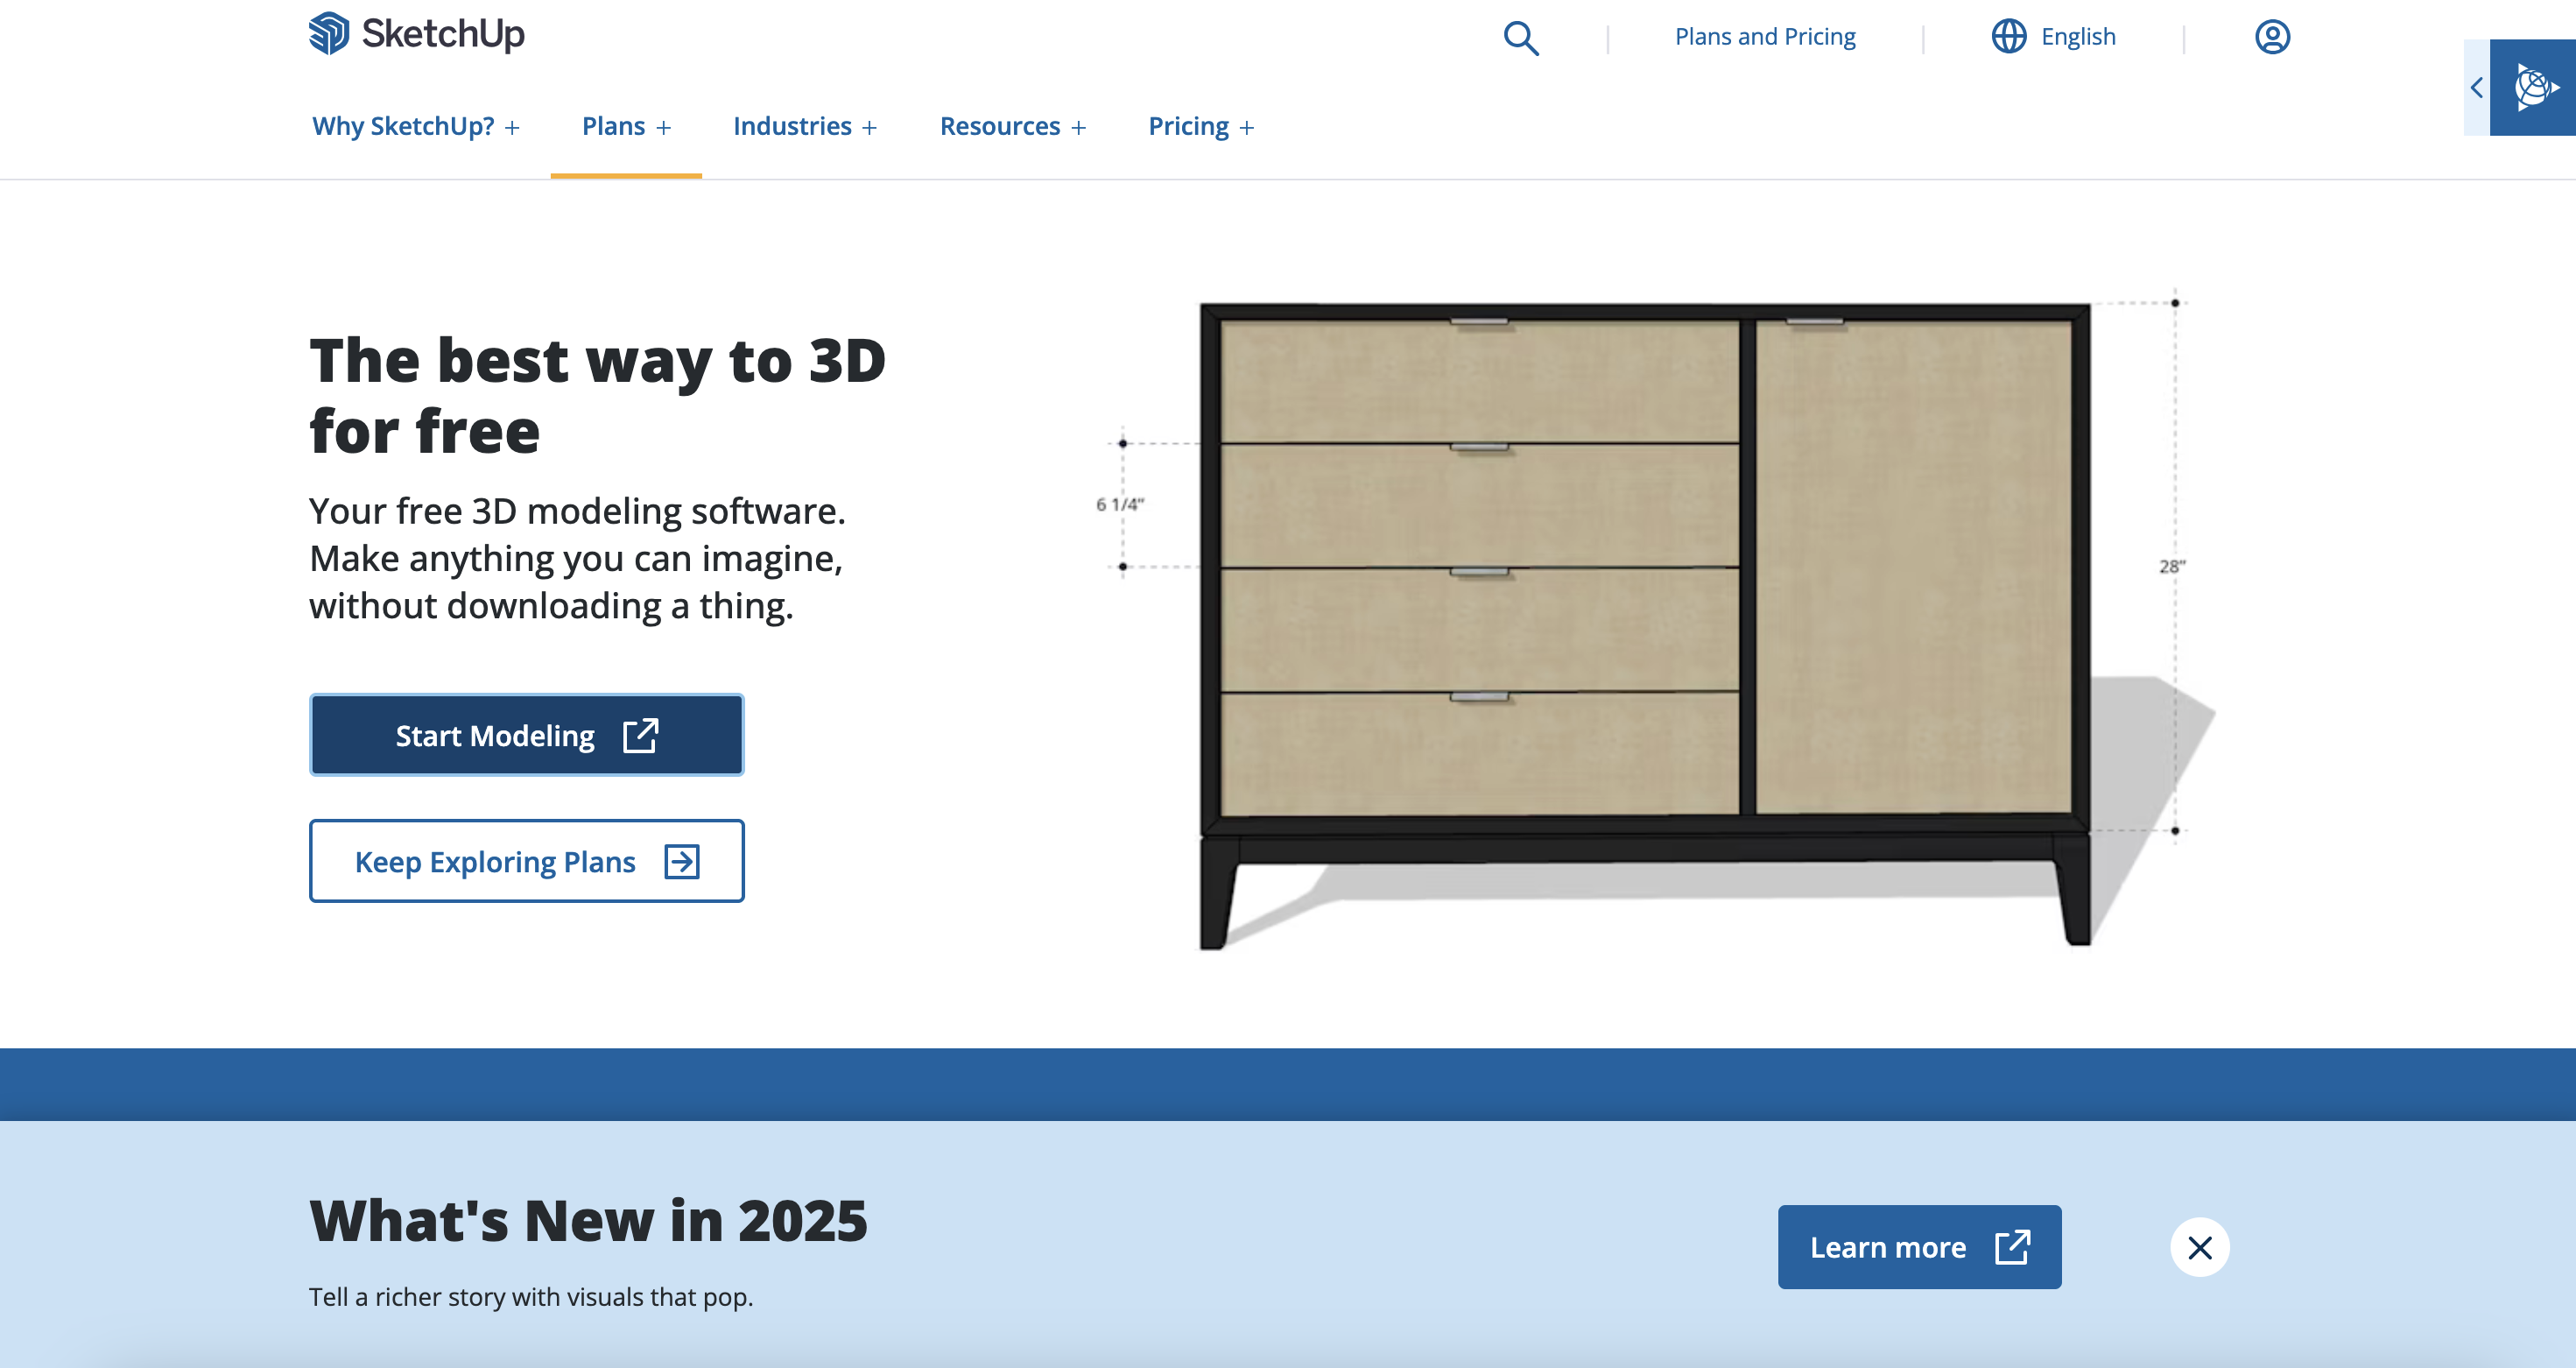 SketchUp
Plans and Pricing
English
Why SketchUp? +
Plans +
Industries +
Resources +
Pricing +
The best way to 3D
for free
Your free 3D modeling software.
Make anything you can imagine,
without downloading a thing.
Start Modeling
Keep Exploring Plans
6 1/4"
28"
What's New in 2025
Tell a richer story with visuals that pop.
Learn more